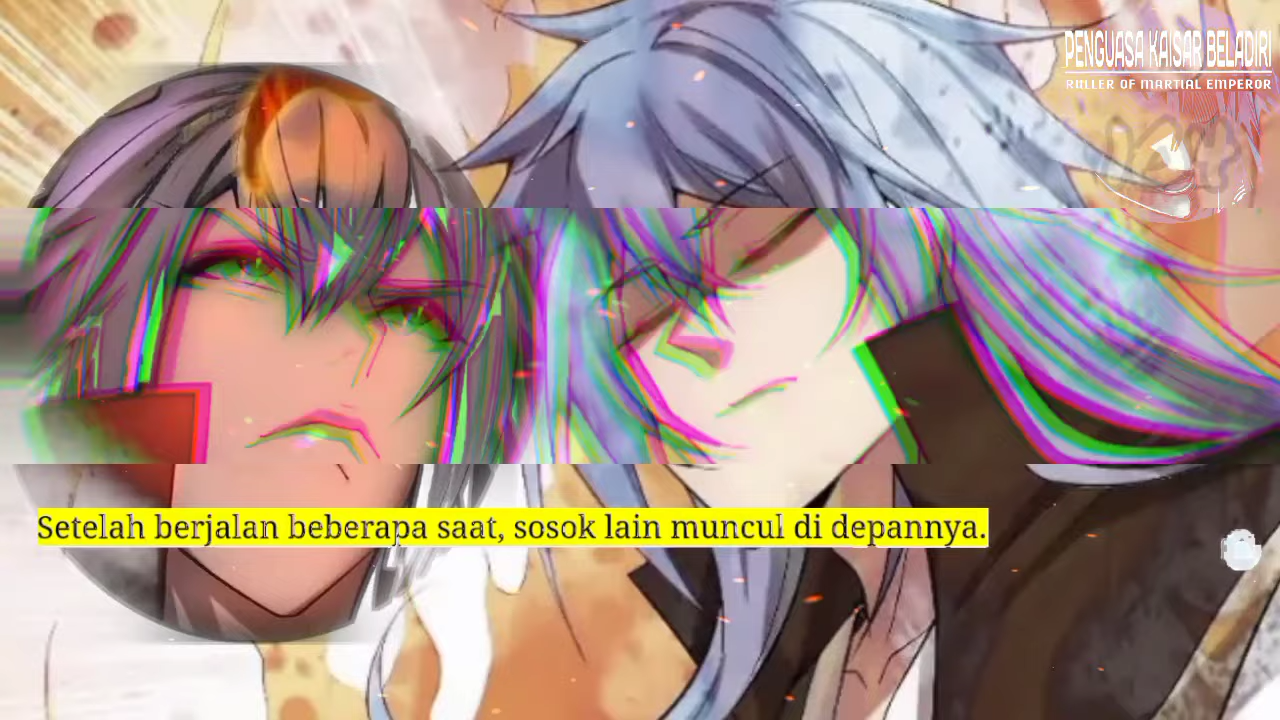 PENGUASA KAISAR BELADIRI
RULLER OF MARTIAL EMPEROR
Setelah berjalan beberapa saat, sosok lain muncul di depannya.